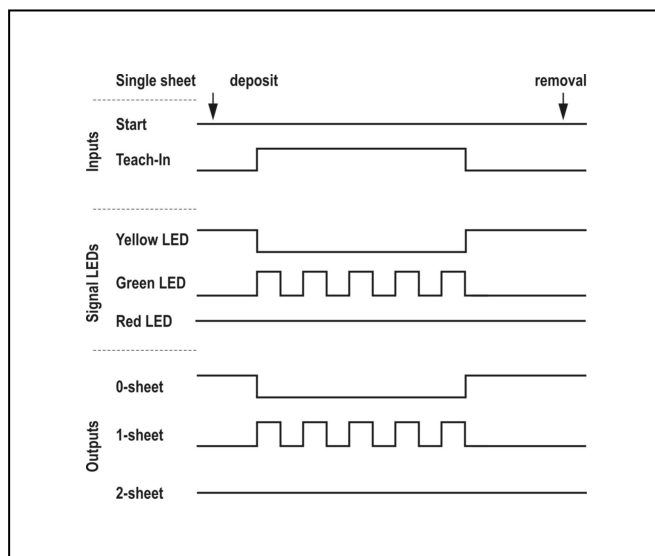 Single sheet deposit removal
Inputs
Start
Teach-In
Signal LEDs
Yellow LED
Green LED
Red LED
Outputs
0-sheet
1-sheet
2-sheet